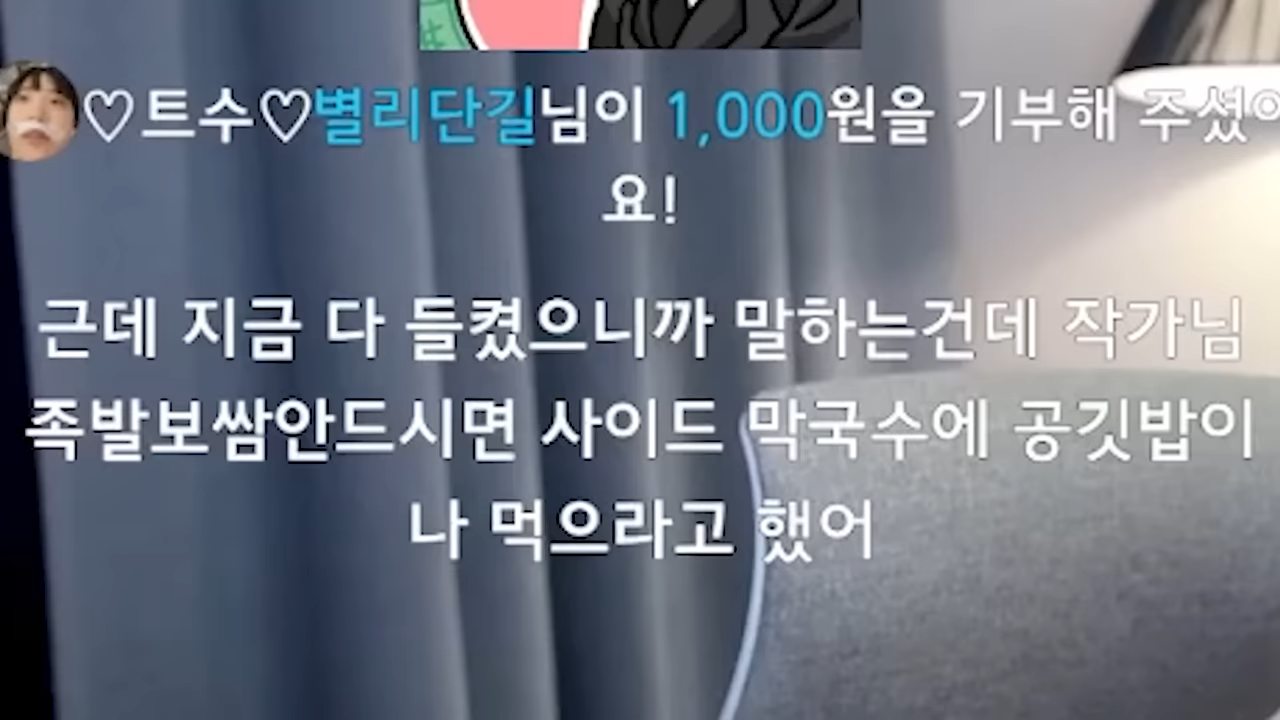 ♡트수♡별리단길님이 1,000원을 기부해 주셨어
요!
근데 지금 다 들켰으니까 말하는건데 작가님
족발보쌈안드시면 사이드 막국수에 공깃밥이
나 먹으라고 했어